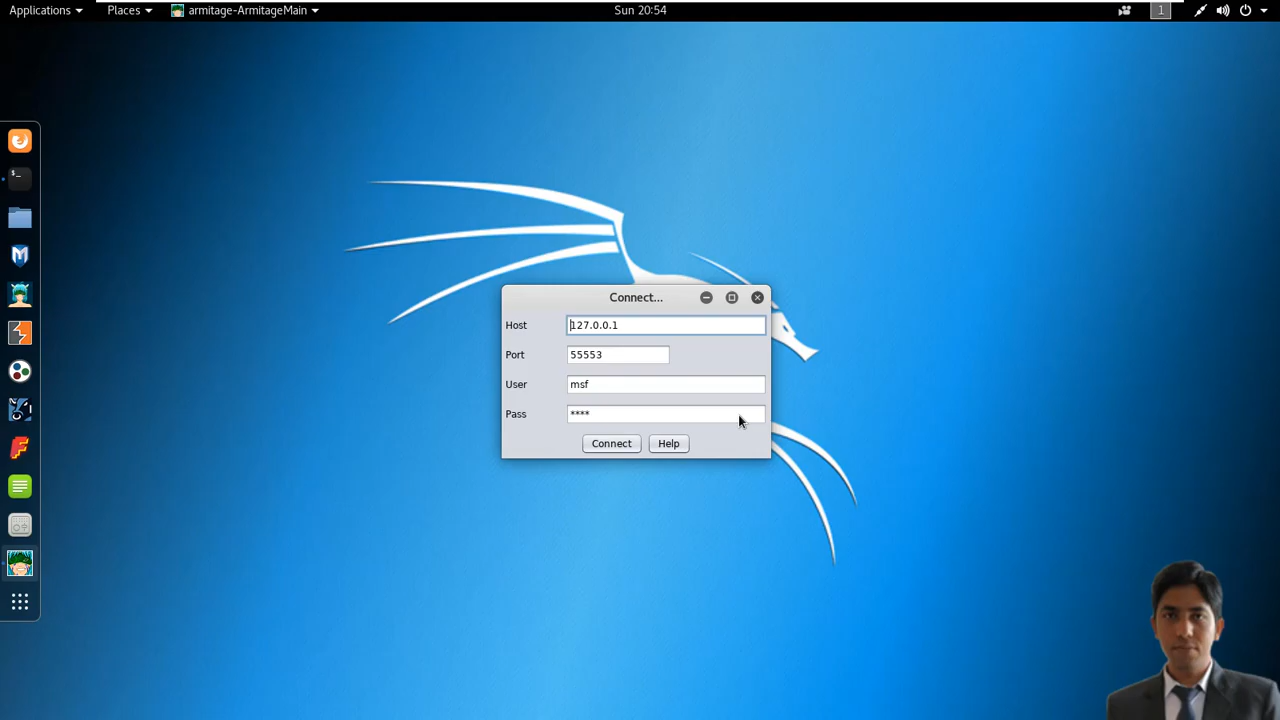 Applications Places armitage-ArmitageMain Sun 20:54 1
Connect...
Host 127.0.0.1
Port 55553
User msf
Pass ****
Connect Help